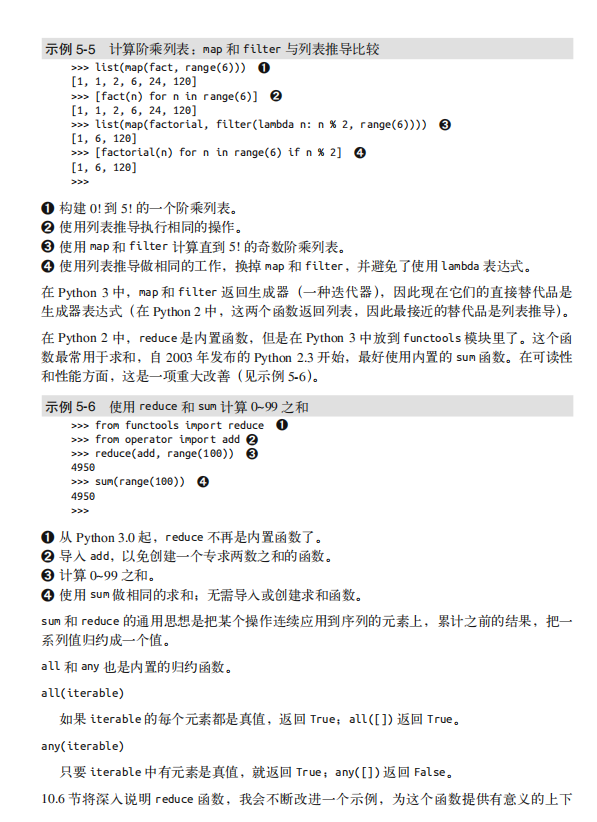 示例 5-5 计算阶乘列表：map 和 filter 与列表推导比较
>>> list(map(fact, range(6))) ❶
[1, 1, 2, 6, 24, 120]
>>> [fact(n) for n in range(6)] ❷
[1, 1, 2, 6, 24, 120]
>>> list(map(factorial, filter(lambda n: n % 2, range(6)))) ❸
[1, 6, 120]
>>> [factorial(n) for n in range(6) if n % 2] ❹
[1, 6, 120]
>>>
❶ 构建 0! 到 5! 的一个阶乘列表。
❷ 使用列表推导执行相同的操作。
❸ 使用 map 和 filter 计算直到 5! 的奇数阶乘列表。
❹ 使用列表推导做相同的工作，换掉 map 和 filter，并避免了使用 lambda 表达式。
在 Python 3 中，map 和 filter 返回生成器（一种迭代器），因此现在它们的直接替代品是
生成器表达式（在 Python 2 中，这两个函数返回列表，因此最接近的替代品是列表推导）。
在 Python 2 中，reduce 是内置函数，但是在 Python 3 中放到 functools 模块里了。这个函
数最常用于求和，自 2003 年发布的 Python 2.3 开始，最好使用内置的 sum 函数。在可读性
和性能方面，这是一项重大改善（见示例 5-6）。
示例 5-6 使用 reduce 和 sum 计算 0~99 之和
>>> from functools import reduce ❶
>>> from operator import add ❷
>>> reduce(add, range(100)) ❸
4950
>>> sum(range(100)) ❹
4950
>>>
❶ 从 Python 3.0 起，reduce 不再是内置函数了。
❷ 导入 add，以免创建一个专求两数之和的函数。
❸ 计算 0~99 之和。
❹ 使用 sum 做相同的求和；无需导入或创建求和函数。
sum 和 reduce 的通用思想是把某个操作连续应用到序列的元素上，累计之前的结果，把一
系列值归约成一个值。
all 和 any 也是内置的归约函数。
all(iterable)
如果 iterable 的每个元素都是真值，返回 True；all([]) 返回 True。
any(iterable)
只要 iterable 中有元素是真值，就返回 True；any([]) 返回 False。
10.6 节将深入说明 reduce 函数，我会不断改进一个示例，为这个函数提供有意义的上下